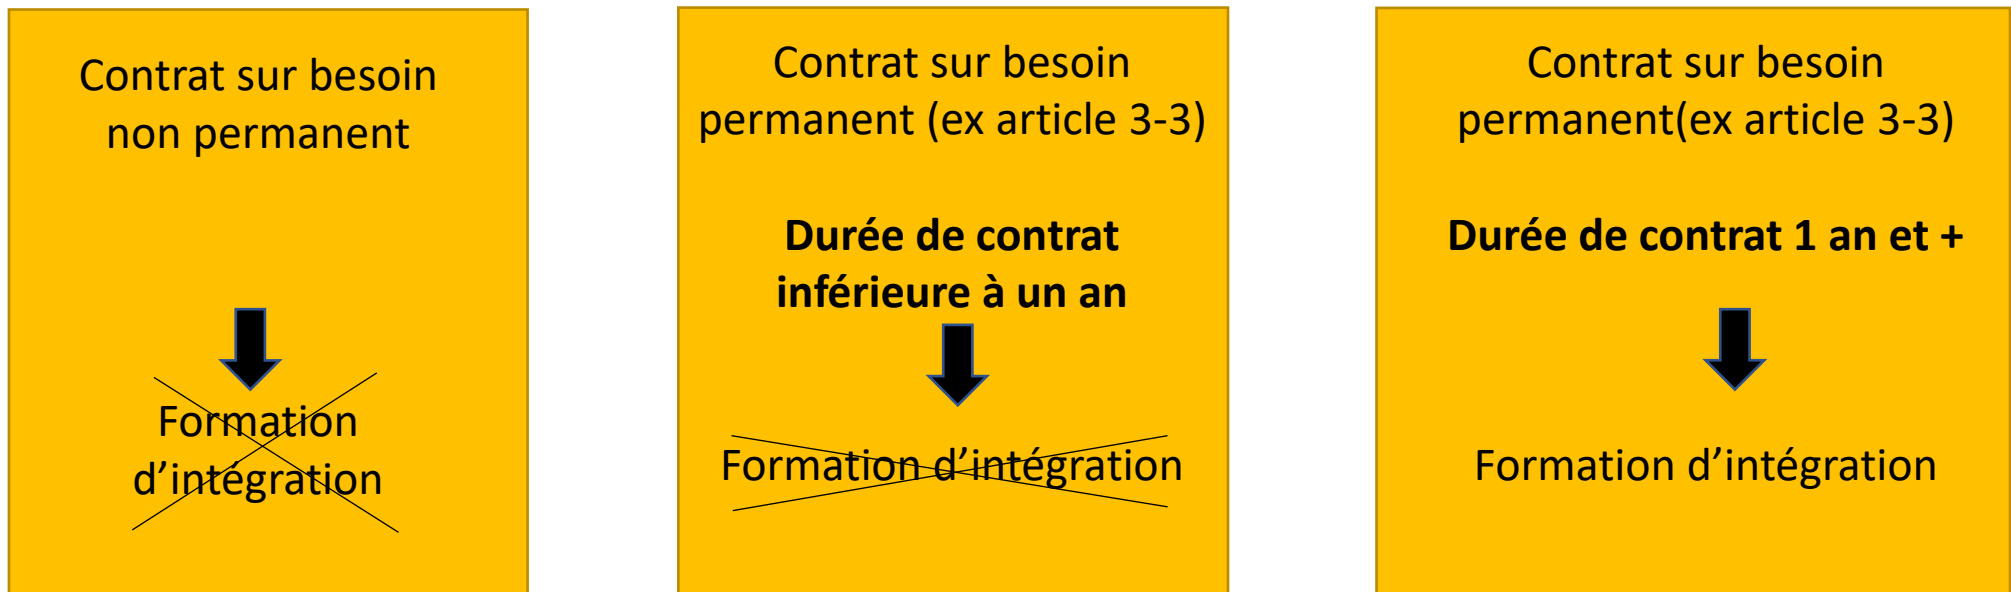 Contrat sur besoin
non permanent
Formation
d’intégration
Contrat sur besoin
permanent (ex article 3-3)
Durée de contrat
inférieure à un an
Formation d’intégration
Contrat sur besoin
permanent(ex article 3-3)
Durée de contrat 1 an et +
Formation d’intégration